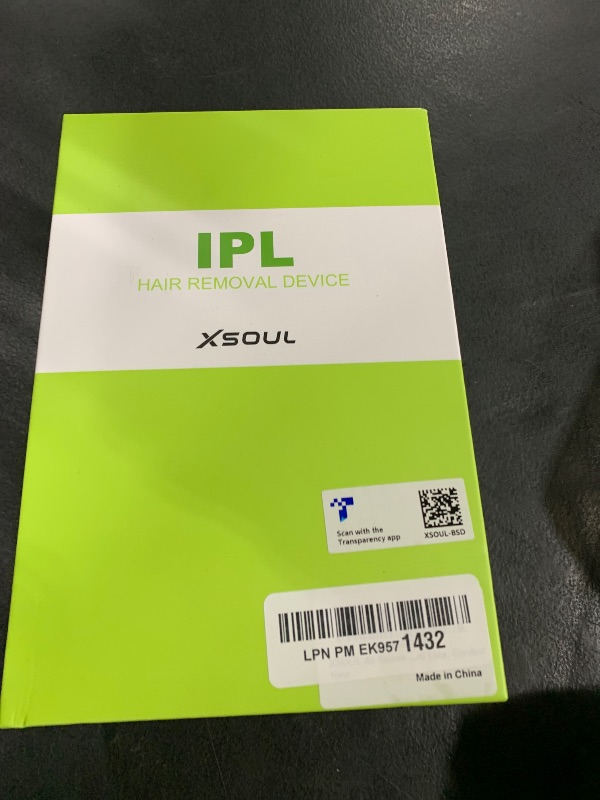 IPL
HAIR REMOVAL DEVICE
XSOUL
Scan with the
Transparency app
XSOUL-BSD
LPN PM EK957 1432
Made in China